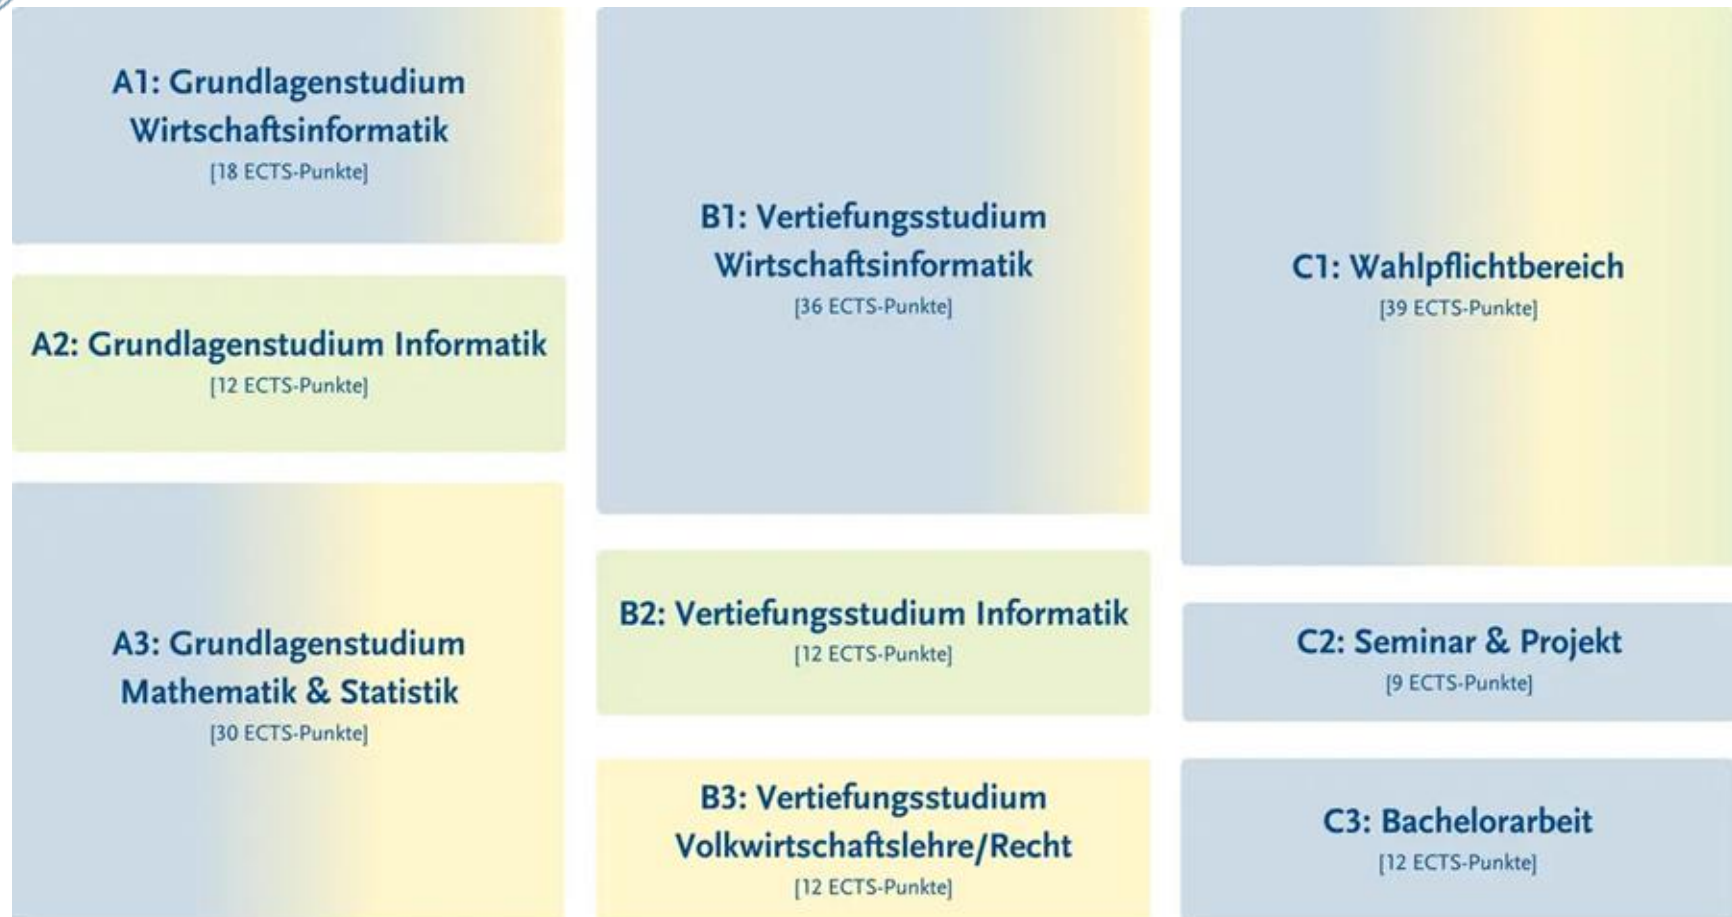 A1: Grundlagenstudium
Wirtschaftsinformatik
[18 ECTS-Punkte]
A2: Grundlagenstudium Informatik
[12 ECTS-Punkte]
A3: Grundlagenstudium
Mathematik & Statistik
[30 ECTS-Punkte]
B1: Vertiefungsstudium
Wirtschaftsinformatik
[36 ECTS-Punkte]
B2: Vertiefungsstudium Informatik
[12 ECTS-Punkte]
B3: Vertiefungsstudium
Volkwirtschaftslehre/Recht
[12 ECTS-Punkte]
C1: Wahlpflichtbereich
[39 ECTS-Punkte]
C2: Seminar & Projekt
[9 ECTS-Punkte]
C3: Bachelorarbeit
[12 ECTS-Punkte]